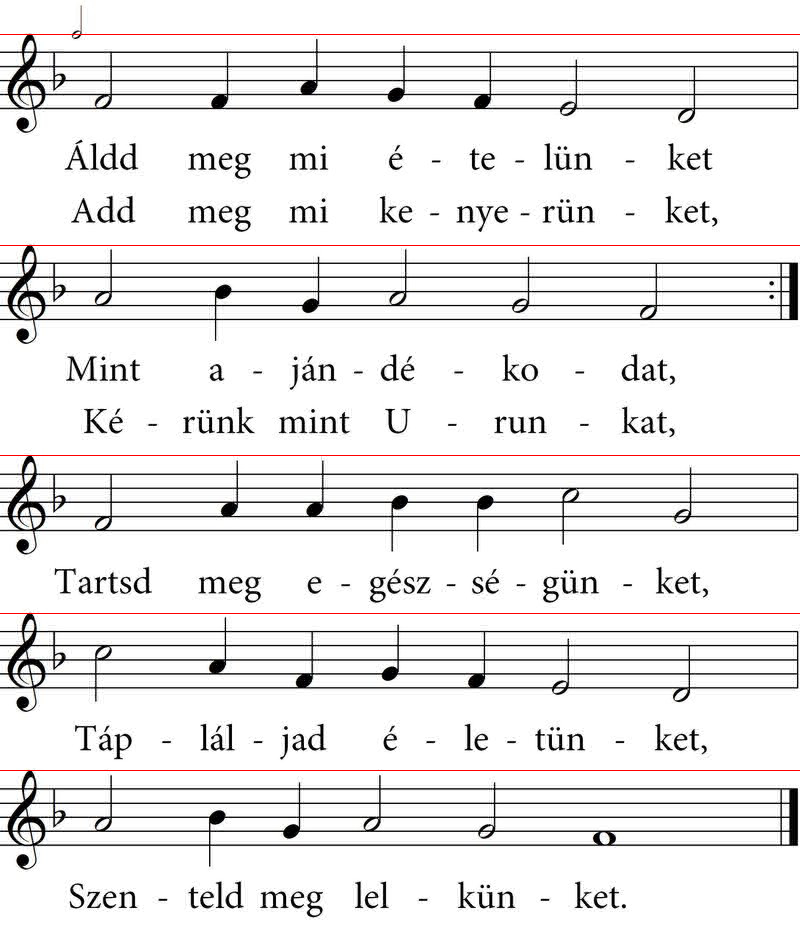 Áldd meg mi é - te - lün - ket
Add meg mi ke - nye - rün - ket,
Mint a - ján - dé - ko - dat,
Ké - rünk mint U - run - kat,
Tartsd meg e - gész - sé - gün - ket,
Táp - lál - jad é - le - tün - ket,
Szen - teld meg lel - kün - ket.